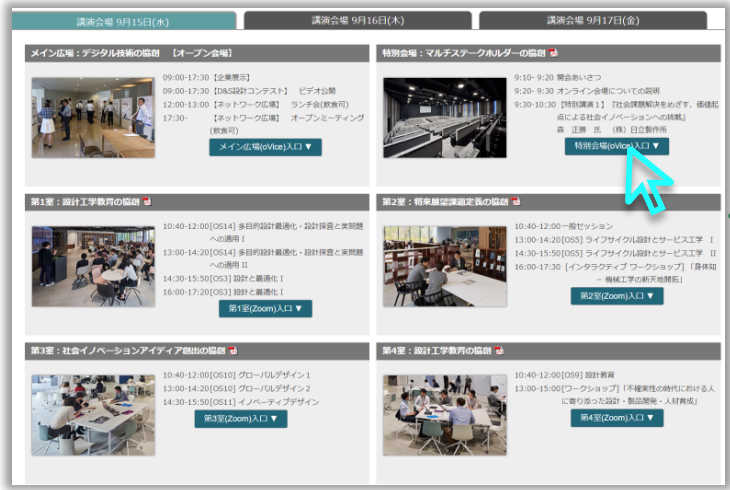 講演会場 9月15日(水)
講演会場 9月16日(木)
講演会場 9月17日(金)
メイン広場：デジタル技術の協創 【オープン会場】
09:00-17:30【企業展示】
09:00-17:30【D&S設計コンテスト】 ビデオ公開
12:00-13:00【ネットワーク広場】 ランチ会(飲食可)
17:30- 【ネットワーク広場】 オープンミーティング
(飲食可)
メイン広場(oVice)入口 ▼
特別会場：マルチステークホルダーの協創
9:10- 9:20 開会あいさつ
9:20- 9:30 オンライン会場についての説明
9:30-10:30【特別講演１】『社会課題解決をめざす、価値起
点による社会イノベーションへの挑戦』
森 正勝 氏 (株) 日立製作所
特別会場(oVice)入口 ▼
第1室：設計工学教育の協創
10:40-12:00[OS14] 多目的設計最適化・設計探査と実問題
への適用 I
13:00-14:20[OS14] 多目的設計最適化・設計探査と実問題
への適用 II
14:30-15:50[OS3] 設計と最適化 I
16:00-17:20[OS3] 設計と最適化 I
第1室(Zoom)入口 ▼
第2室：将来展望課題定義の協創
10:40-12:00一般セッション
13:00-14:20[OS5] ライフサイクル設計とサービス工学 I
14:30-15:50[OS5] ライフサイクル設計とサービス工学 II
16:00-17:30 [インタラクティブ ワークショップ]「身体知
－ 機械工学の新天地開拓」
第2室(Zoom)入口 ▼
第3室：社会イノベーションアイディア創出の協創
10:40-12:00[OS10] グローバルデザイン１
13:00-14:20[OS10] グローバルデザイン２
14:30-15:50[OS11] イノベーティブデザイン
第3室(Zoom)入口 ▼
第4室：設計工学教育の協創
10:40-12:00[OS9] 設計教育
13:00-15:00[ワークショップ]「不確実性の時代における人
に寄り添った設計・製品開発・人材育成」
第4室(Zoom)入口 ▼